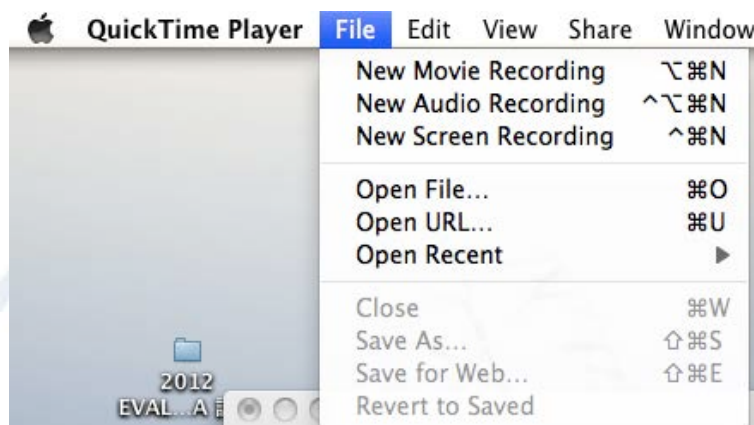 QuickTime Player File Edit View Share Window
New Movie Recording ⌥⌘N
New Audio Recording ^⌥⌘N
New Screen Recording ^⌘N
Open File... ⌘O
Open URL... ⌘U
Open Recent ▶
Close ⌘W
Save As... ⇧⌘S
Save for Web... ⇧⌘E
Revert to Saved
2012
EVAL...A